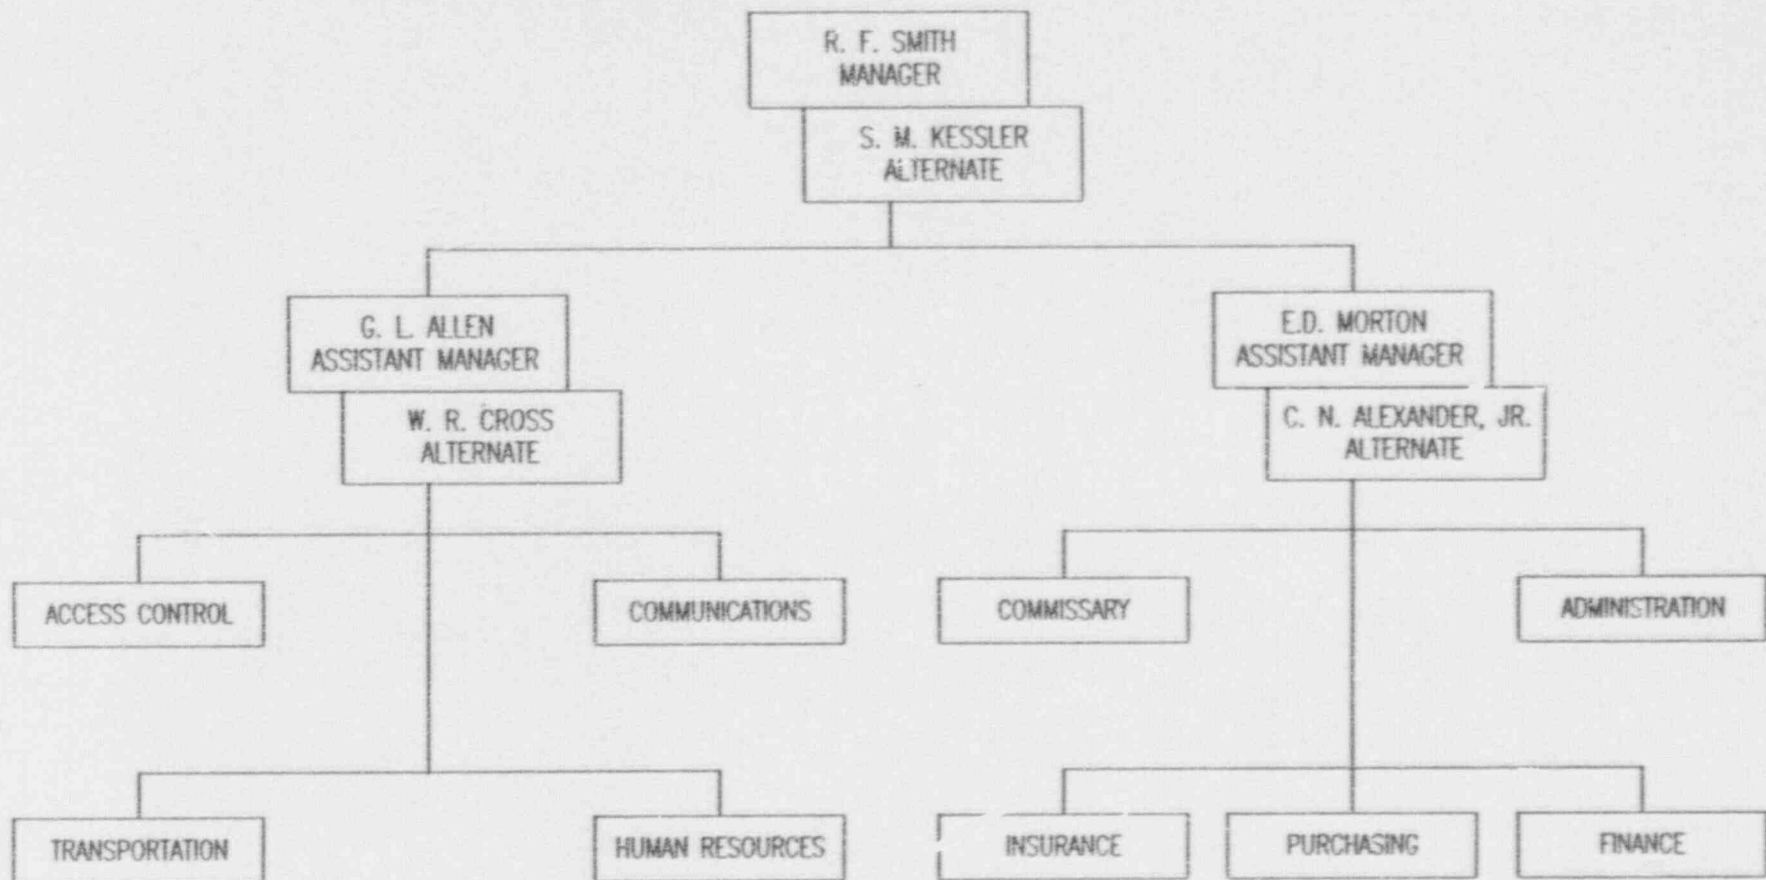 R. F. SMITH
MANAGER
S. M. KESSLER
ALTERNATE
G. L. ALLEN
ASSISTANT MANAGER
W. R. CROSS
ALTERNATE
E.D. MORTON
ASSISTANT MANAGER
C. N. ALEXANDER, JR.
ALTERNATE
ACCESS CONTROL
COMMUNICATIONS
COMMISSARY
ADMINISTRATION
TRANSPORTATION
HUMAN RESOURCES
INSURANCE
PURCHASING
FINANCE